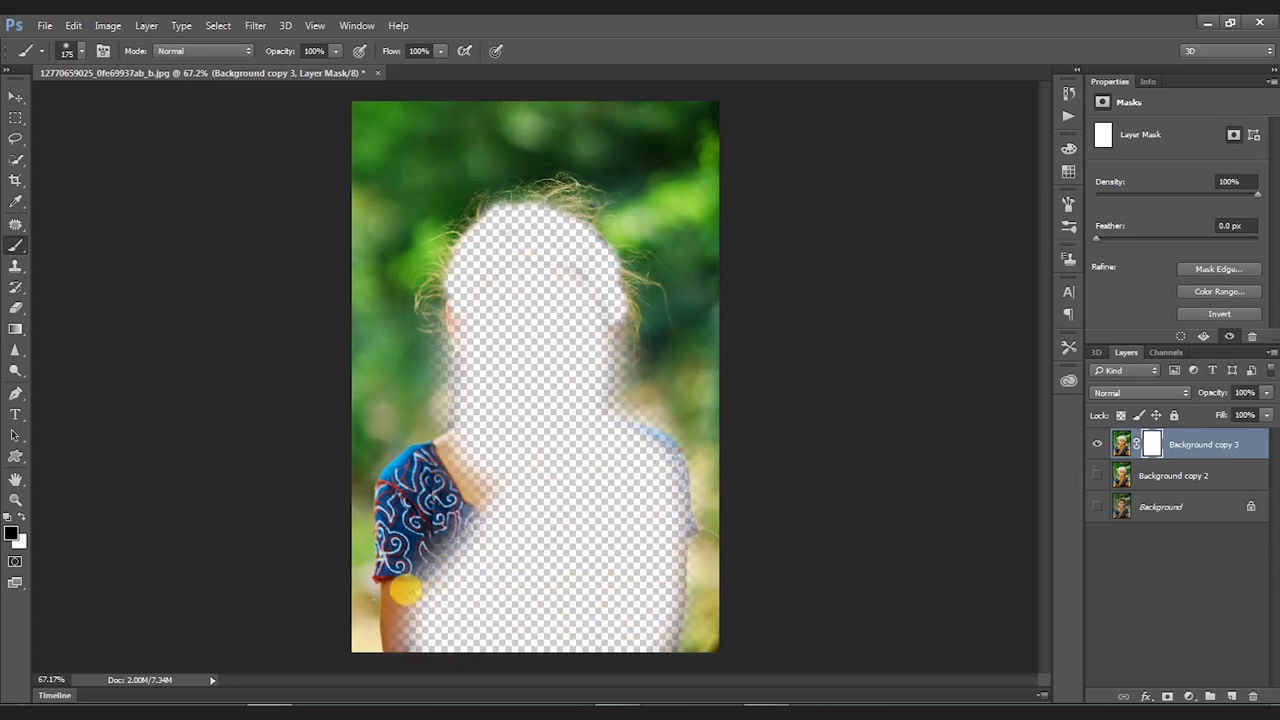 Ps File Edit Image Layer Type Select Filter 3D View Window Help
175 Mode: Normal Opacity: 100% Flow: 100% 3D
12770659025_0fe69937ab_b.jpg @ 67.2% (Background copy 3, Layer Mask/8) * ×
Properties Info
Masks
Layer Mask
Density: 100%
Feather: 0.0 px
Refine: Mask Edge...
Color Range...
Invert
3D Layers Channels
Kind
Normal Opacity: 100%
Lock: Fill: 100%
Background copy 3
Background copy 2
Background
67.17% Doc: 2.00M/7.34M
Timeline